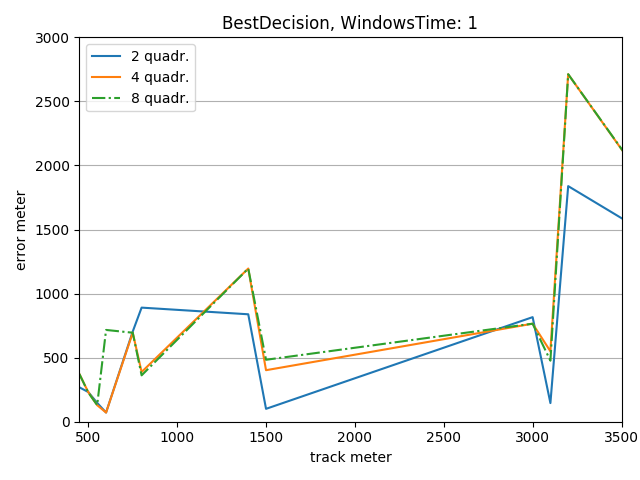 BestDecision, WindowsTime: 1
2 quadr.
4 quadr.
8 quadr.
error meter
3000
2500
2000
1500
1000
500
0
500 1000 1500 2000 2500 3000 3500
track meter